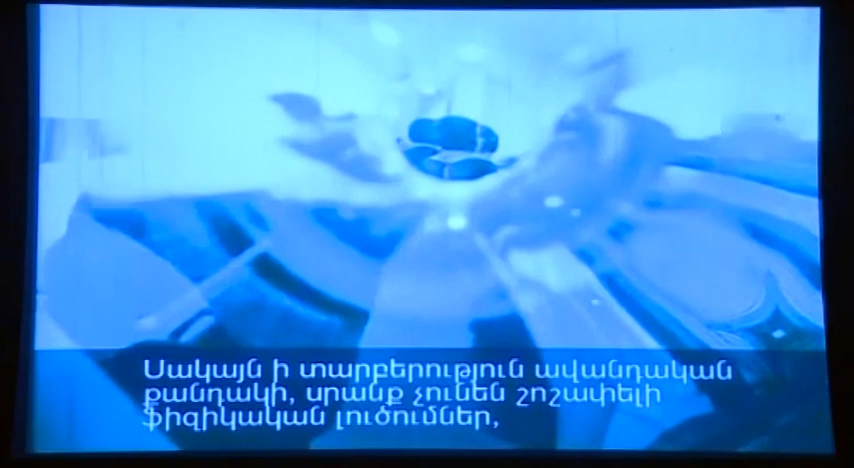 Սակայն ի տարբերություն ավանդական
քանդակի, սրանք չունեն շոշափելի
ֆիզիկական լուծումներ,